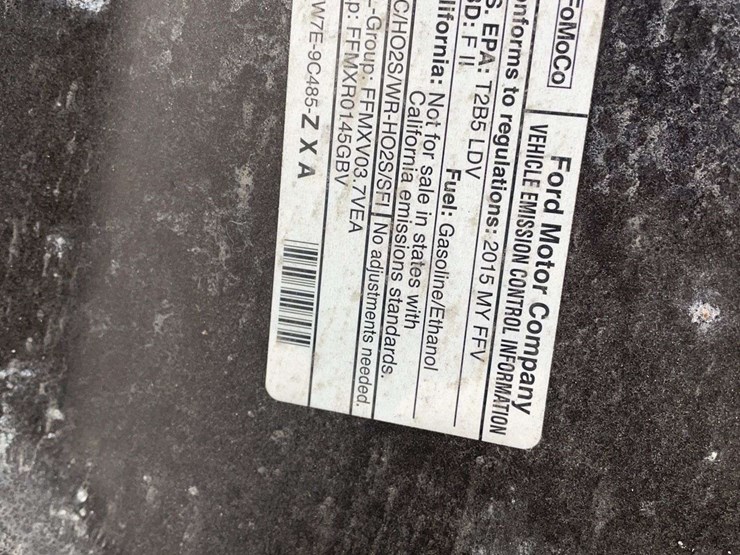 FoMoCo
Ford Motor Company
VEHICLE EMISSION CONTROL INFORMATION
nforms to regulations: 2015 MY FFV
S. EPA: T2B5 LDV
D: F II Fuel: Gasoline/Ethanol
lifornia: Not for sale in states with
California emissions standards.
C/HO2S/WR-HO2S/SFI No adjustments needed.
-Group: FFMXV03.7VEA
p: FFMXR0145GBV
W7E-9C485-Z X A